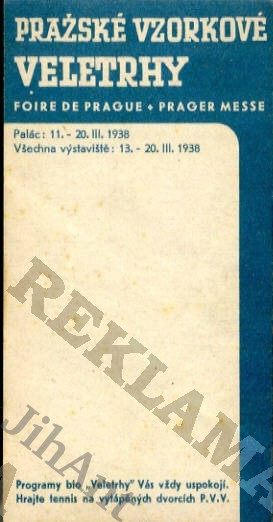 PRAŽSKÉ VZORKOVÉ
VELETRHY
FOIRE DE PRAGUE • PRAGER MESSE
Palác: 11. - 20. III. 1938
Všechna výstaviště: 13. - 20. III. 1938
REKLAMA
JihAnt
Programy bio „Veletrhy" Vás vždy uspokojí.
Hrajte tennis na vytápěných dvorcích P. V. V.